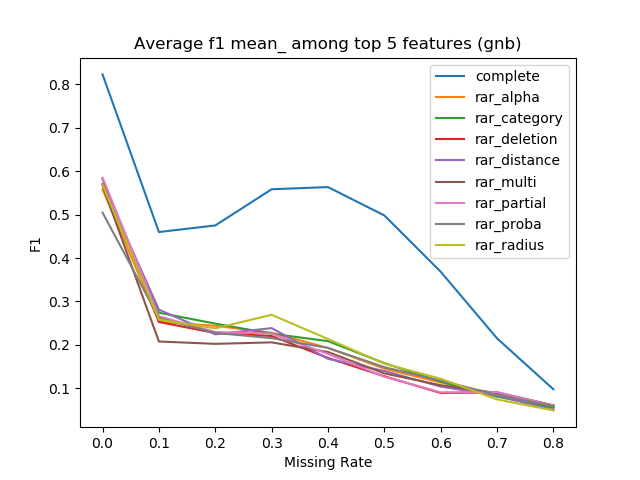 Average f1 mean_ among top 5 features (gnb)
F1
0.8
0.7
0.6
0.5
0.4
0.3
0.2
0.1
complete
rar_alpha
rar_category
rar_deletion
rar_distance
rar_multi
rar_partial
rar_proba
rar_radius
0.0 0.1 0.2 0.3 0.4 0.5 0.6 0.7 0.8
Missing Rate